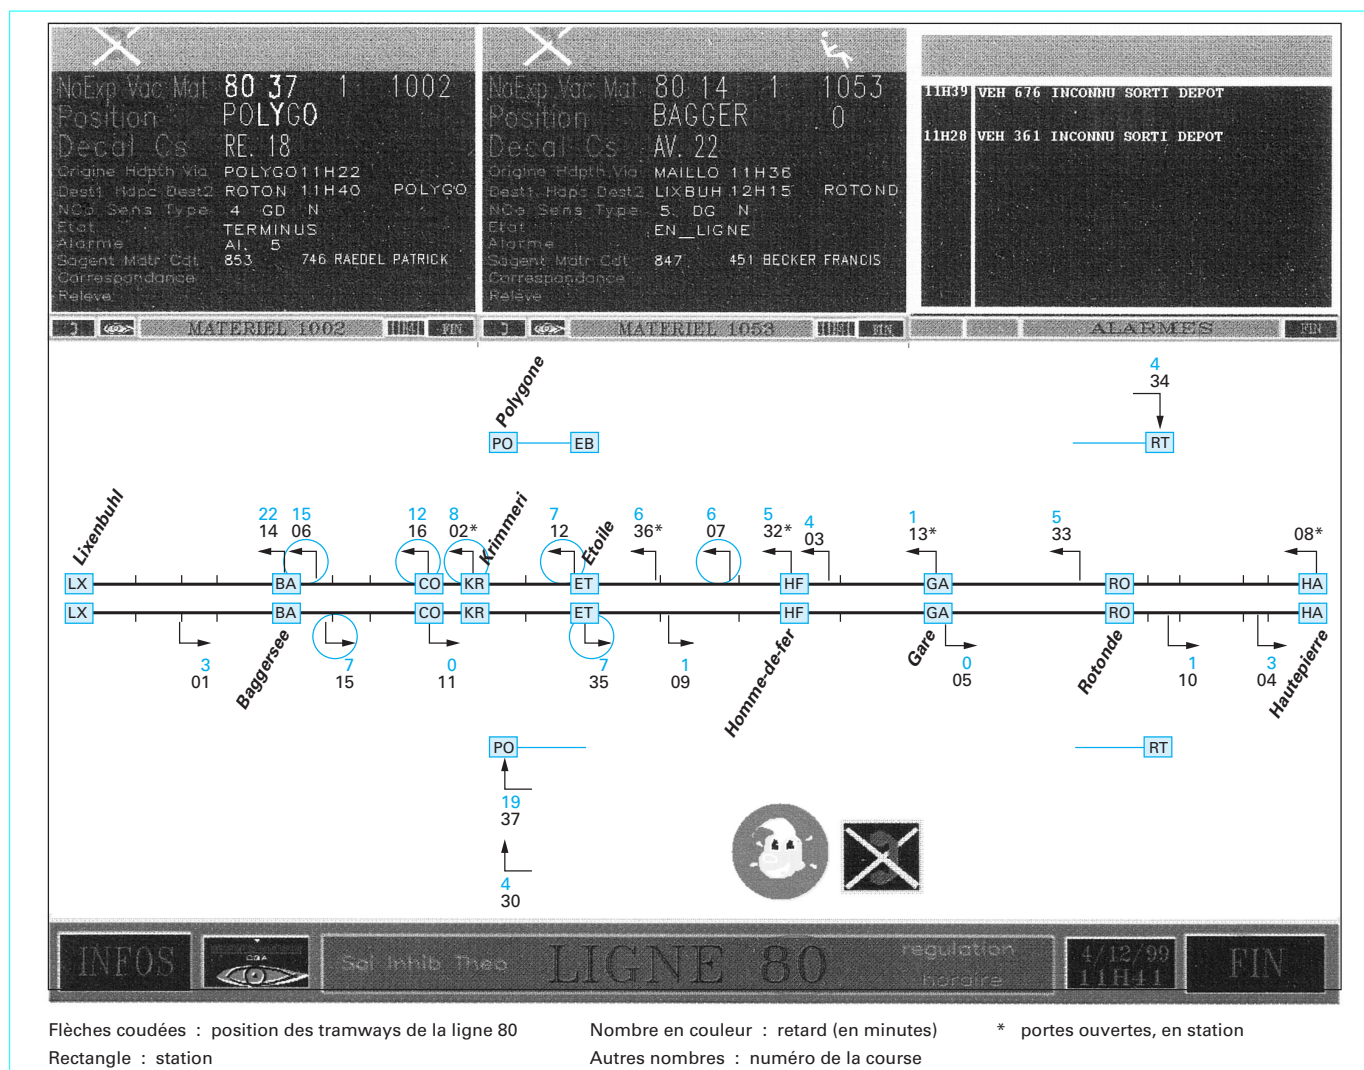 NoExp Vac Mat 80 37 1 1002
Position POLYGO
Decal Cs RE. 18
Origine Hdpth Via POLYGO 11H22
Dest1 Hdpc Dest2 ROTON 11H40 POLYGO
NCo Sens Type 4 GD N
Etat TERMINUS
Alarme AI. 5
Sagent Matr Cdt 853 746 RAEDEL PATRICK
Correspondance
Releve
MATERIEL 1002 FIN
NoExp Vac Mat 80 14 1 1053
Position BAGGER 0
Decal Cs AV. 22
Origine Hdpth Via MAILLO 11H36
Dest1 Hdpc Dest2 LIXBUH 12H15 ROTOND
NCo Sens Type 5. DG N
Etat EN_LIGNE
Alarme
Sagent Matr Cdt 847 451 BECKER FRANCIS
Correspondance
Releve
MATERIEL 1053 FIN
11H39 VEH 676 INCONNU SORTI DEPOT
11H28 VEH 361 INCONNU SORTI DEPOT
ALARMES FIN
Polygone
4
34
PO EB RT
Lixenbuhl Krimmeri Etoile
22 15 12 8 7 6 6 5 4 1 5
14 06 16 02* 12 36* 07 32* 03 13* 33 08*
LX BA CO KR ET HF GA RO HA
LX BA CO KR ET HF GA RO HA
Baggersee Homme-de-fer Gare Rotonde Hautepierre
3 7 0 7 1 0 1 3
01 15 11 35 09 05 10 04
PO RT
19
37
4
30
INFOS CGA Sai Inhib Theo LIGNE 80 regulation horaire 4/12/99 11H41 FIN
Flèches coudées : position des tramways de la ligne 80
Rectangle : station
Nombre en couleur : retard (en minutes)
Autres nombres : numéro de la course
* portes ouvertes, en station